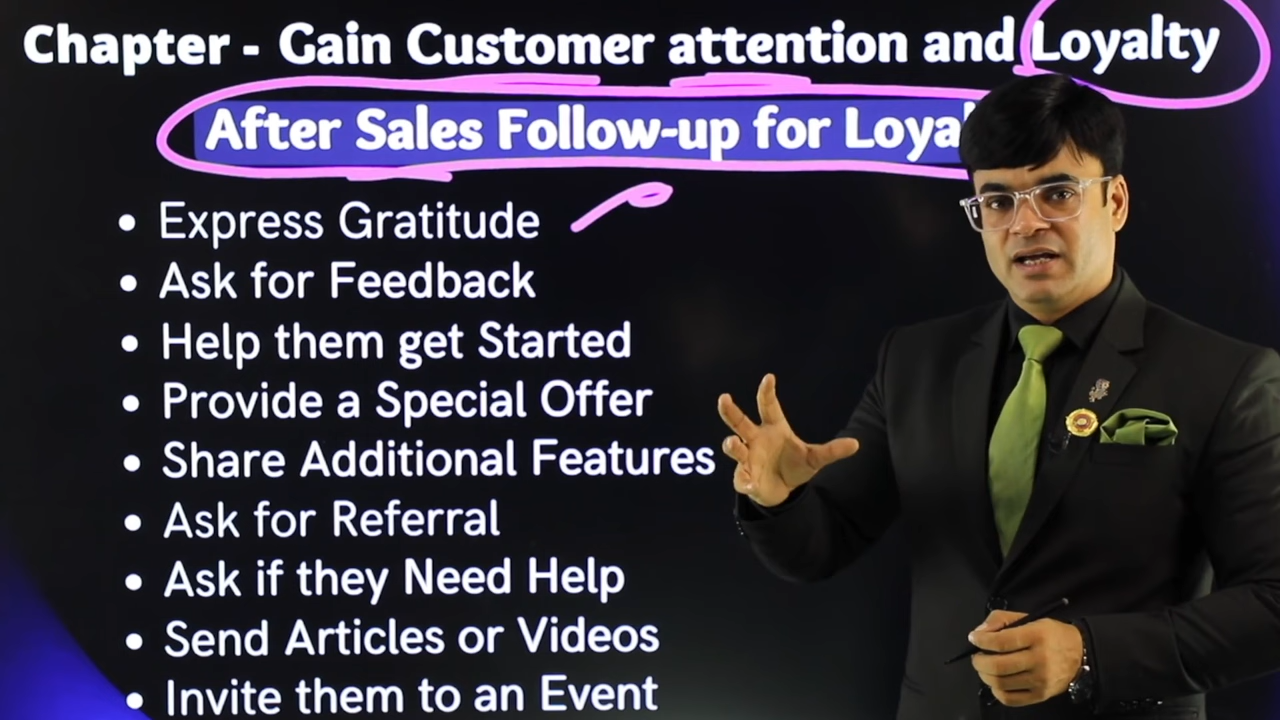 Chapter - Gain Customer attention and Loyalty
After Sales Follow-up for
• Express Gratitude
• Ask for Feedback
• Help them get Started
• Provide a Special Offer
• Share Additional Features
• Ask for Referral
• Ask if they Need Help
• Send Articles or Videos
• Invite them to an Event